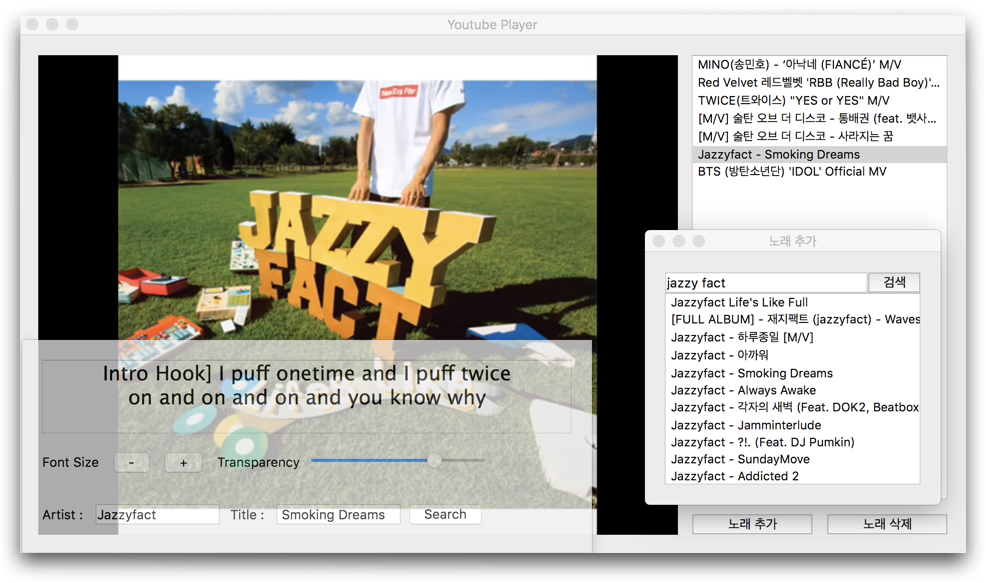 Youtube Player
MINO(송민호) - ‘아낙네 (FIANCÉ)’ M/V
Red Velvet 레드벨벳 'RBB (Really Bad Boy)'...
TWICE(트와이스) "YES or YES" M/V
[M/V] 술탄 오브 더 디스코 - 통배권 (feat. 뱃사...
[M/V] 술탄 오브 더 디스코 - 사라지는 꿈
Jazzyfact - Smoking Dreams
BTS (방탄소년단) 'IDOL' Official MV
New Era Fits
JAZZY
FACT
노래 추가
jazzy fact
검색
Jazzyfact Life's Like Full
[FULL ALBUM] - 재지팩트 (jazzyfact) - Waves
Jazzyfact - 하루종일 [M/V]
Jazzyfact - 아까워
Jazzyfact - Smoking Dreams
Jazzyfact - Always Awake
Jazzyfact - 각자의 새벽 (Feat. DOK2, Beatbox
Jazzyfact - Jamminterlude
Jazzyfact - ?!. (Feat. DJ Pumkin)
Jazzyfact - SundayMove
Jazzyfact - Addicted 2
Intro Hook] I puff onetime and I puff twice
on and on and on and you know why
Font Size - + Transparency
Artist : Jazzyfact Title : Smoking Dreams Search
노래 추가 노래 삭제